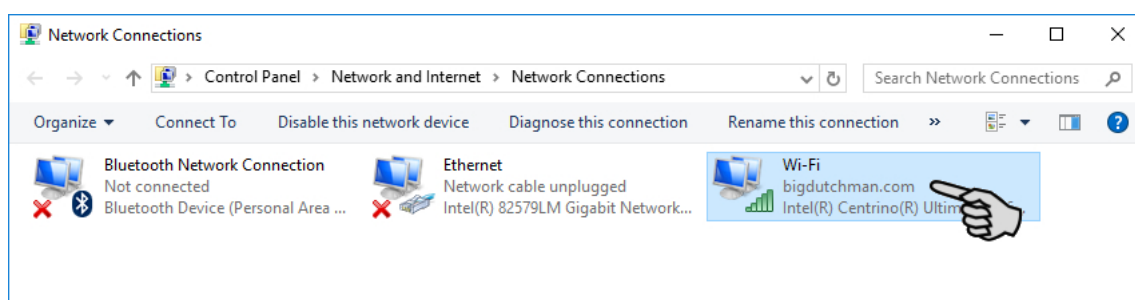 Network Connections
Control Panel > Network and Internet > Network Connections
Search Network Connections
Organize Connect To Disable this network device Diagnose this connection Rename this connection »
Bluetooth Network Connection
Not connected
Bluetooth Device (Personal Area ...
Ethernet
Network cable unplugged
Intel(R) 82579LM Gigabit Network...
Wi-Fi
bigdutchman.com
Intel(R) Centrino(R)